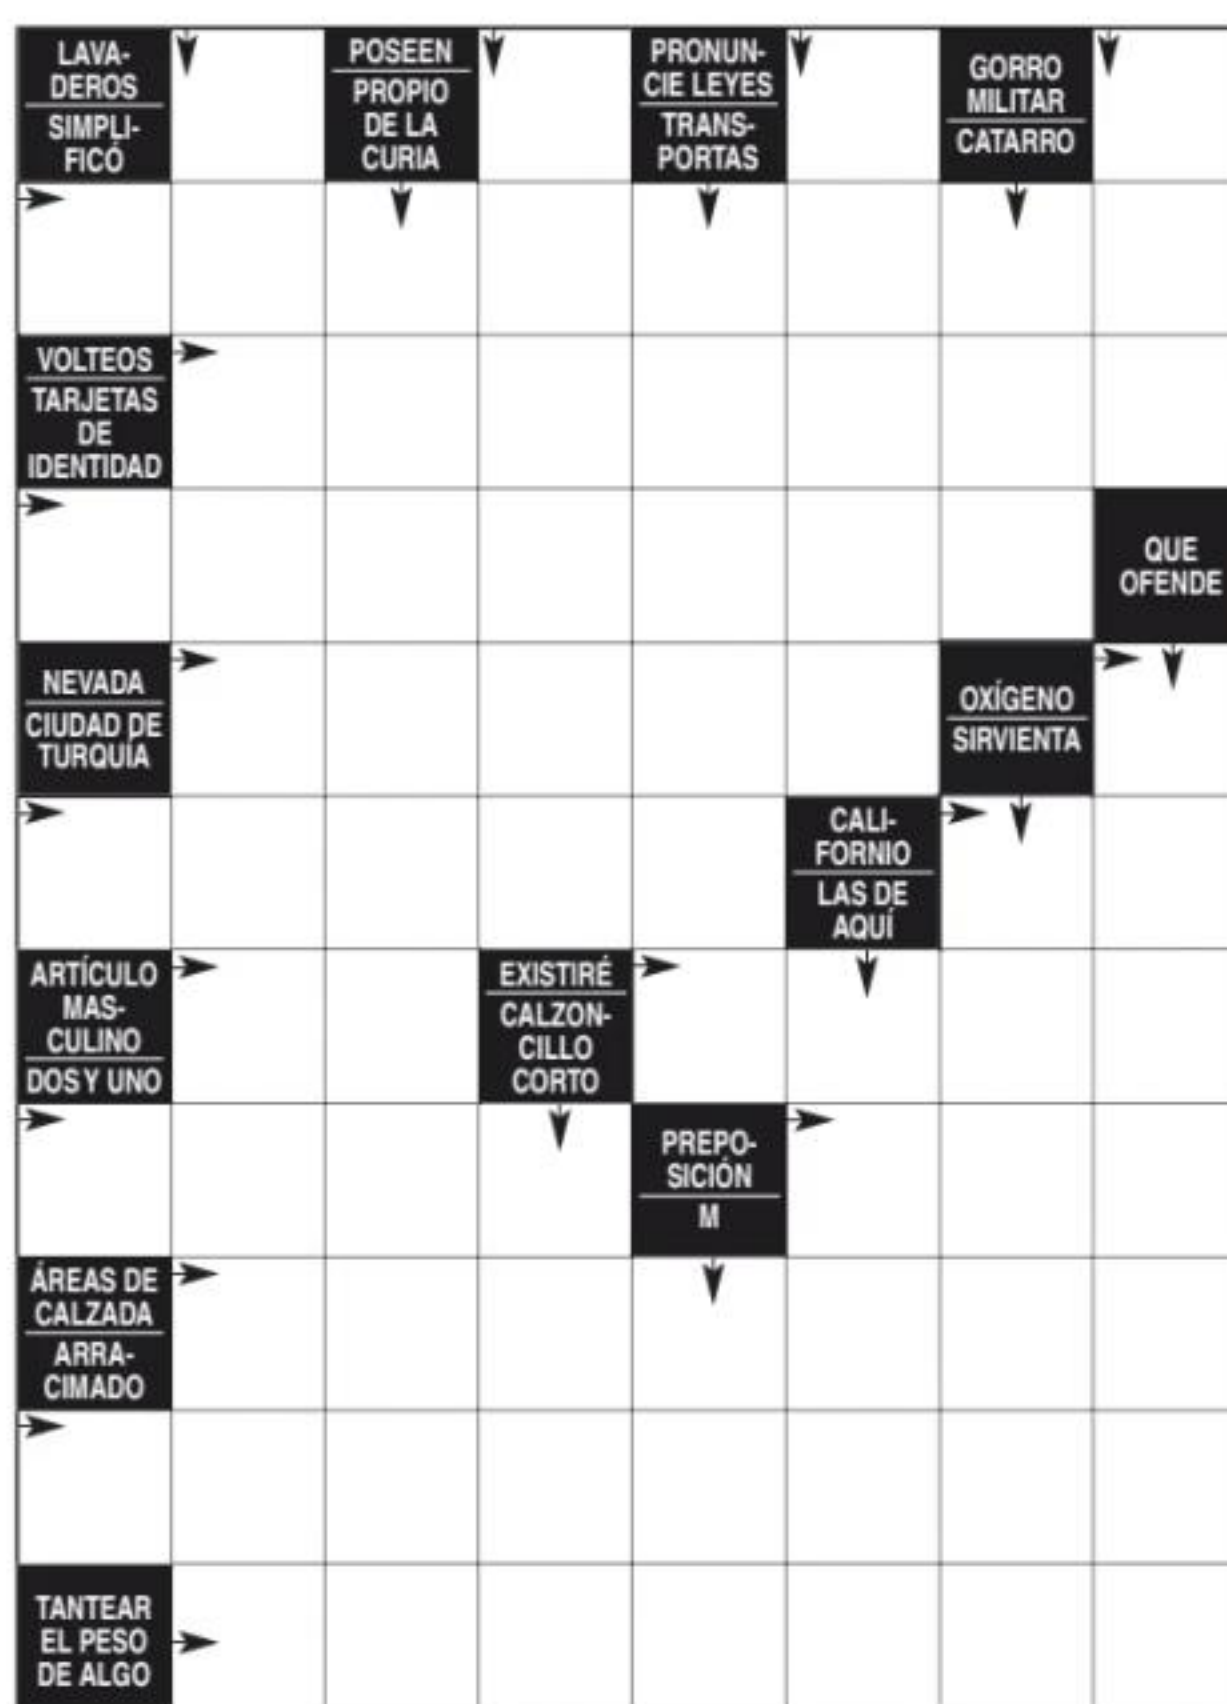 LAVA-
DEROS
SIMPLI-
FICÓ
POSEEN
PROPIO
DE LA
CURIA
PRONUN-
CIE LEYES
TRANS-
PORTAS
GORRO
MILITAR
CATARRO
VOLTEOS
TARJETAS
DE
IDENTIDAD
QUE
OFENDE
NEVADA
CIUDAD DE
TURQUÍA
OXÍGENO
SIRVIENTA
CALI-
FORNIO
LAS DE
AQUÍ
ARTÍCULO
MAS-
CULINO
DOS Y UNO
EXISTIRÉ
CALZON-
CILLO
CORTO
PREPO-
SICIÓN
M
ÁREAS DE
CALZADA
ARRA-
CIMADO
TANTEAR
EL PESO
DE ALGO